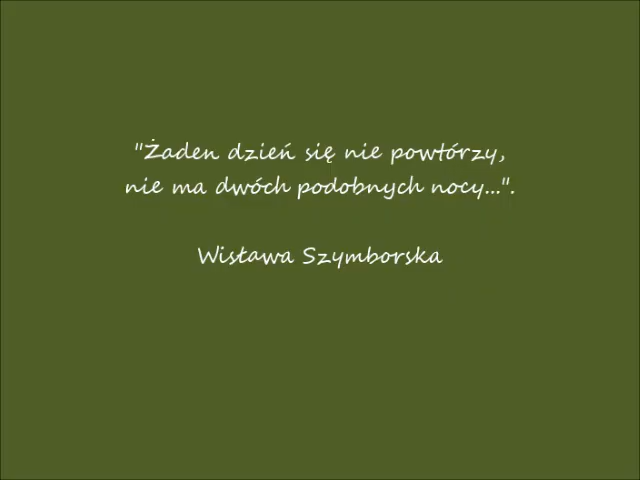 "Żaden dzień się nie powtórzy,
nie ma dwóch podobnych nocy...".
Wisława Szymborska